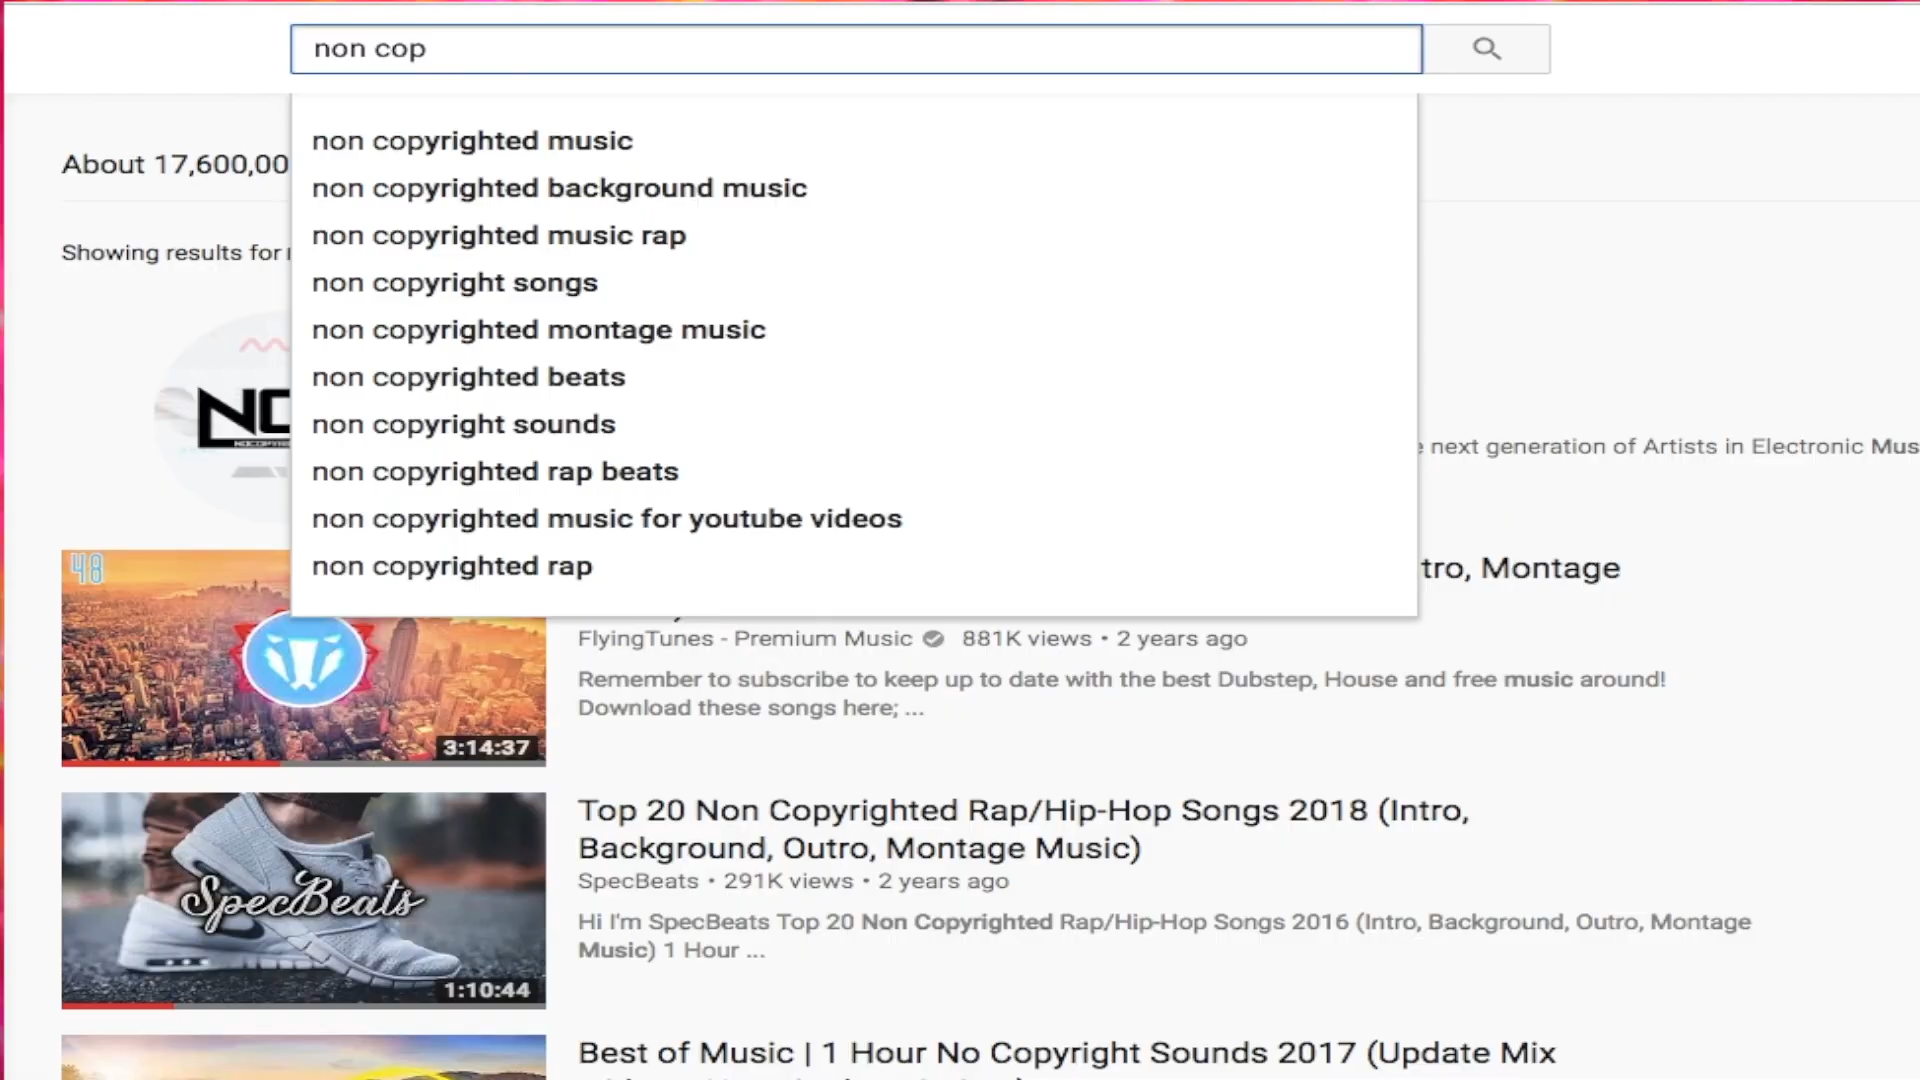 non cop
non copyrighted music
About 17,600,00
non copyrighted background music
non copyrighted music rap
Showing results for
non copyright songs
non copyrighted montage music
non copyrighted beats
non copyright sounds
next generation of Artists in Electronic Mus
non copyrighted rap beats
non copyrighted music for youtube videos
non copyrighted rap
48
tro, Montage
FlyingTunes - Premium Music 881K views • 2 years ago
Remember to subscribe to keep up to date with the best Dubstep, House and free music around!
Download these songs here; ...
3:14:37
Top 20 Non Copyrighted Rap/Hip-Hop Songs 2018 (Intro,
Background, Outro, Montage Music)
SpecBeats • 291K views • 2 years ago
SpecBeats
Hi I'm SpecBeats Top 20 Non Copyrighted Rap/Hip-Hop Songs 2016 (Intro, Background, Outro, Montage
Music) 1 Hour ...
1:10:44
Best of Music | 1 Hour No Copyright Sounds 2017 (Update Mix